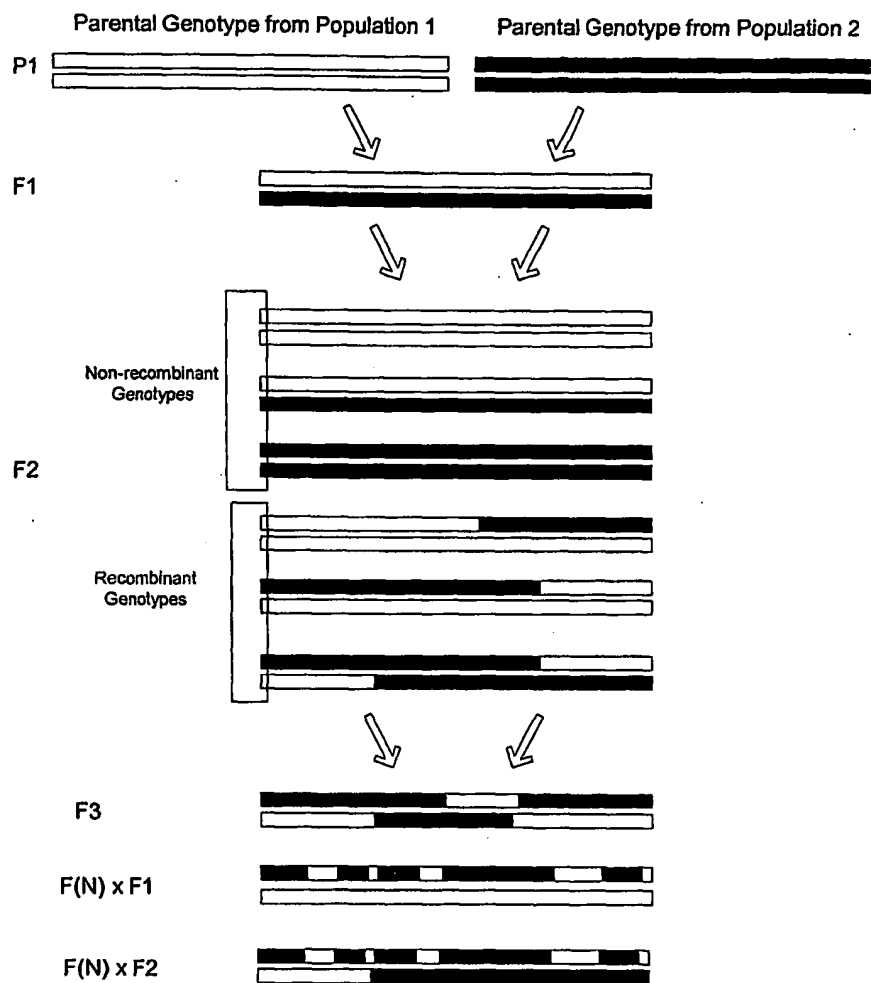 Parental Genotype from Population 1
Parental Genotype from Population 2
P1
F1
Non-recombinant
Genotypes
F2
Recombinant
Genotypes
F3
F(N) x F1
F(N) x F2